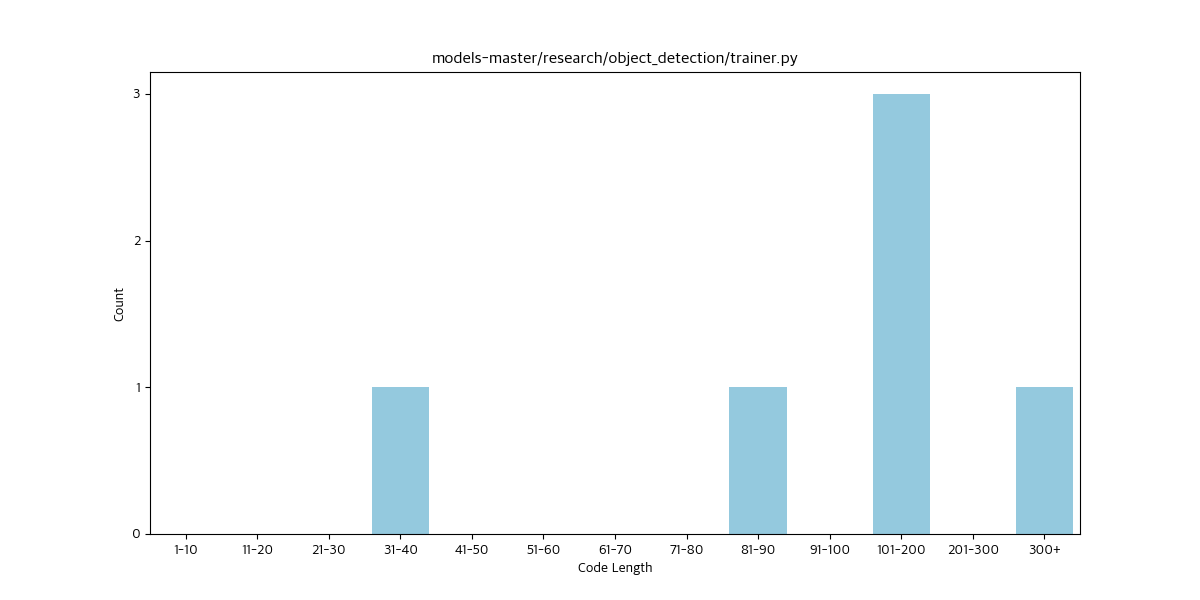 models-master/research/object_detection/trainer.py
Count
3
2
1
0
1-10 11-20 21-30 31-40 41-50 51-60 61-70 71-80 81-90 91-100 101-200 201-300 300+
Code Length